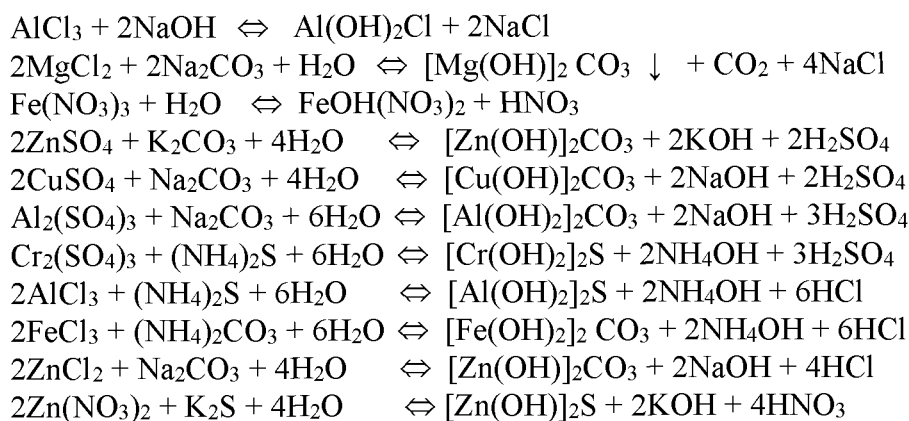 AlCl₃ + 2NaOH ⇔ Al(OH)₂Cl + 2NaCl
2MgCl₂ + 2Na₂CO₃ + H₂O ⇔ [Mg(OH)]₂ CO₃ ↓ + CO₂ + 4NaCl
Fe(NO₃)₃ + H₂O ⇔ FeOH(NO₃)₂ + HNO₃
2ZnSO₄ + K₂CO₃ + 4H₂O ⇔ [Zn(OH)]₂CO₃ + 2KOH + 2H₂SO₄
2CuSO₄ + Na₂CO₃ + 4H₂O ⇔ [Cu(OH)]₂CO₃ + 2NaOH + 2H₂SO₄
Al₂(SO₄)₃ + Na₂CO₃ + 6H₂O ⇔ [Al(OH)₂]₂CO₃ + 2NaOH + 3H₂SO₄
Cr₂(SO₄)₃ + (NH₄)₂S + 6H₂O ⇔ [Cr(OH)₂]₂S + 2NH₄OH + 3H₂SO₄
2AlCl₃ + (NH₄)₂S + 6H₂O ⇔ [Al(OH)₂]₂S + 2NH₄OH + 6HCl
2FeCl₃ + (NH₄)₂CO₃ + 6H₂O ⇔ [Fe(OH)₂]₂ CO₃ + 2NH₄OH + 6HCl
2ZnCl₂ + Na₂CO₃ + 4H₂O ⇔ [Zn(OH)]₂CO₃ + 2NaOH + 4HCl
2Zn(NO₃)₂ + K₂S + 4H₂O ⇔ [Zn(OH)]₂S + 2KOH + 4HNO₃